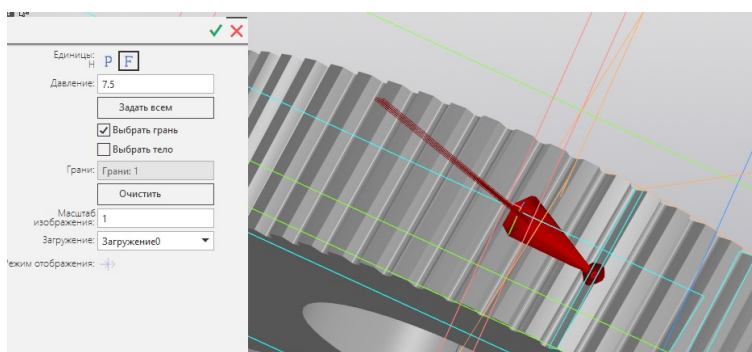 Единицы:
Н
P F
Давление: 7.5
Задать всем
Выбрать грань
Выбрать тело
Грани: Грани: 1
Очистить
Масштаб
изображения: 1
Загружение: Загружение0
Режим отображения: